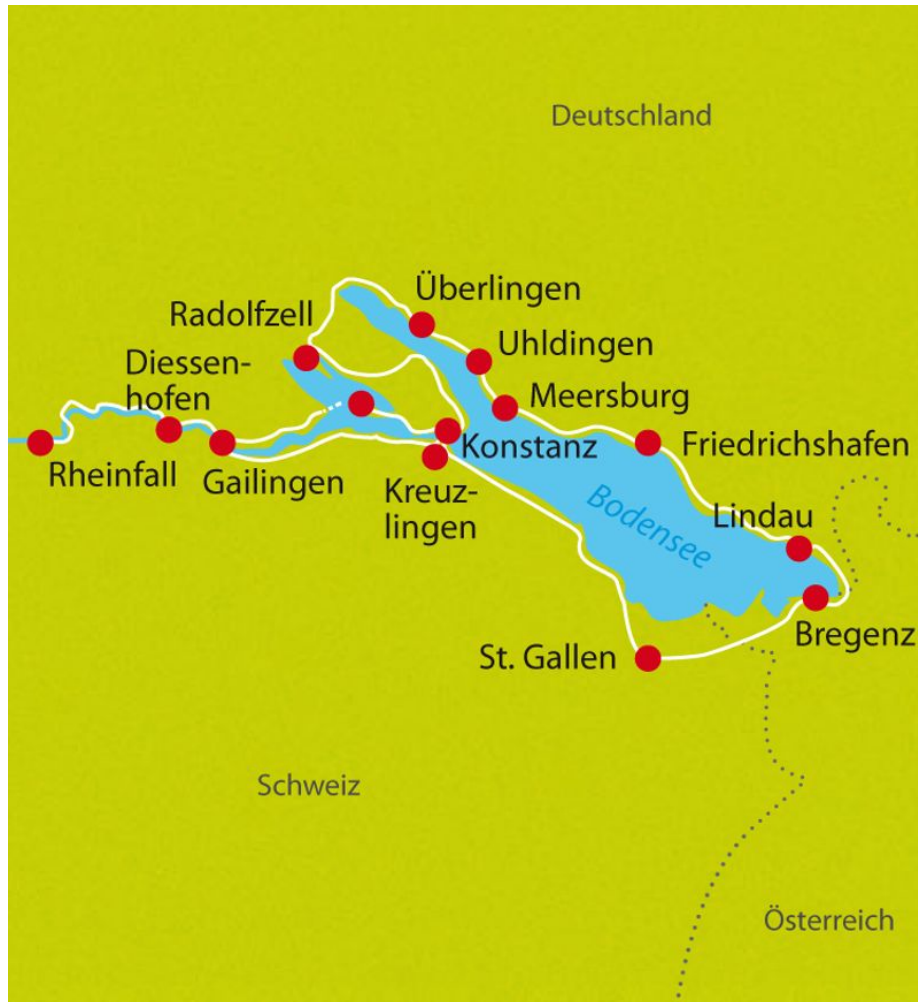 Deutschland
Überlingen
Radolfzell
Uhldingen
Diessen-
hofen
Meersburg
Konstanz
Friedrichshafen
Rheinfall
Gailingen
Kreuz-
lingen
Bodensee
Lindau
Bregenz
St. Gallen
Schweiz
Österreich